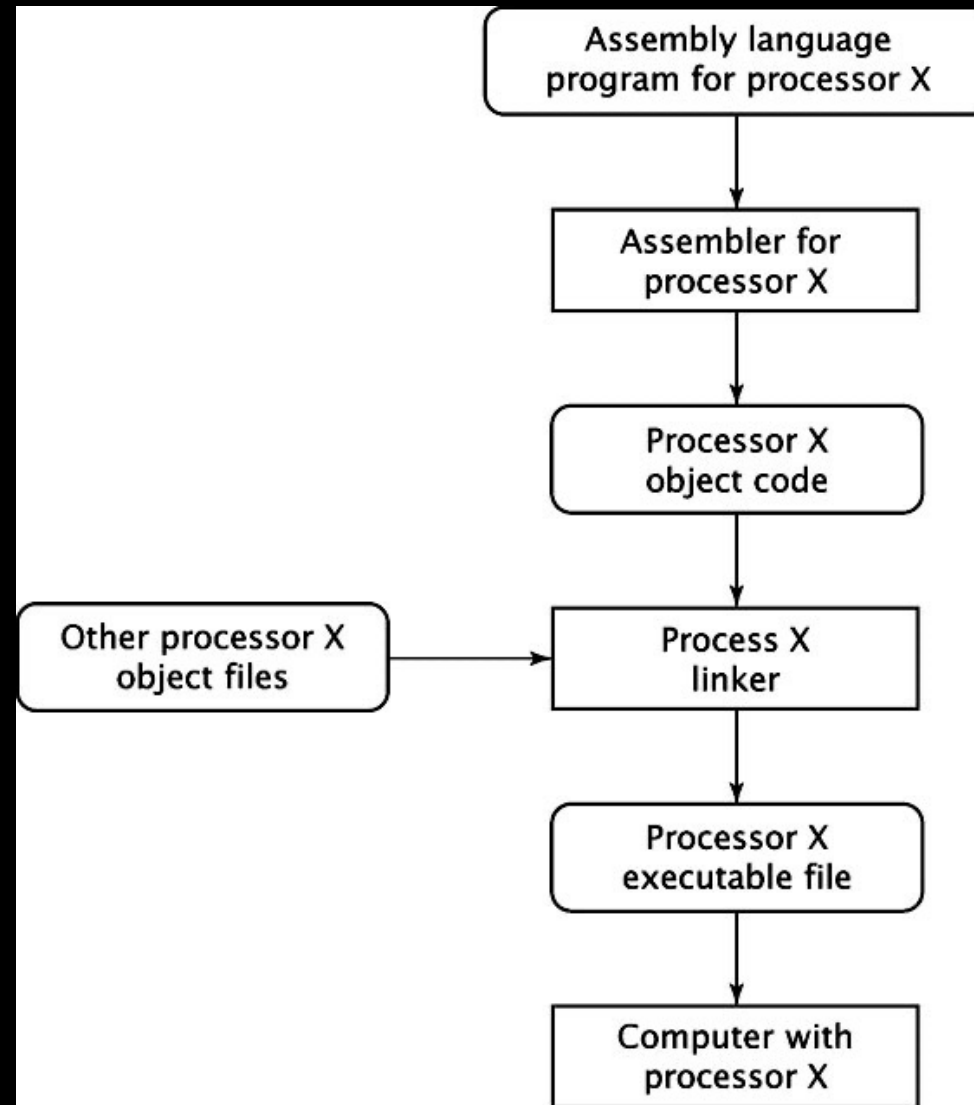 Assembly language
program for processor X
Assembler for
processor X
Processor X
object code
Other processor X
object files
Process X
linker
Processor X
executable file
Computer with
processor X